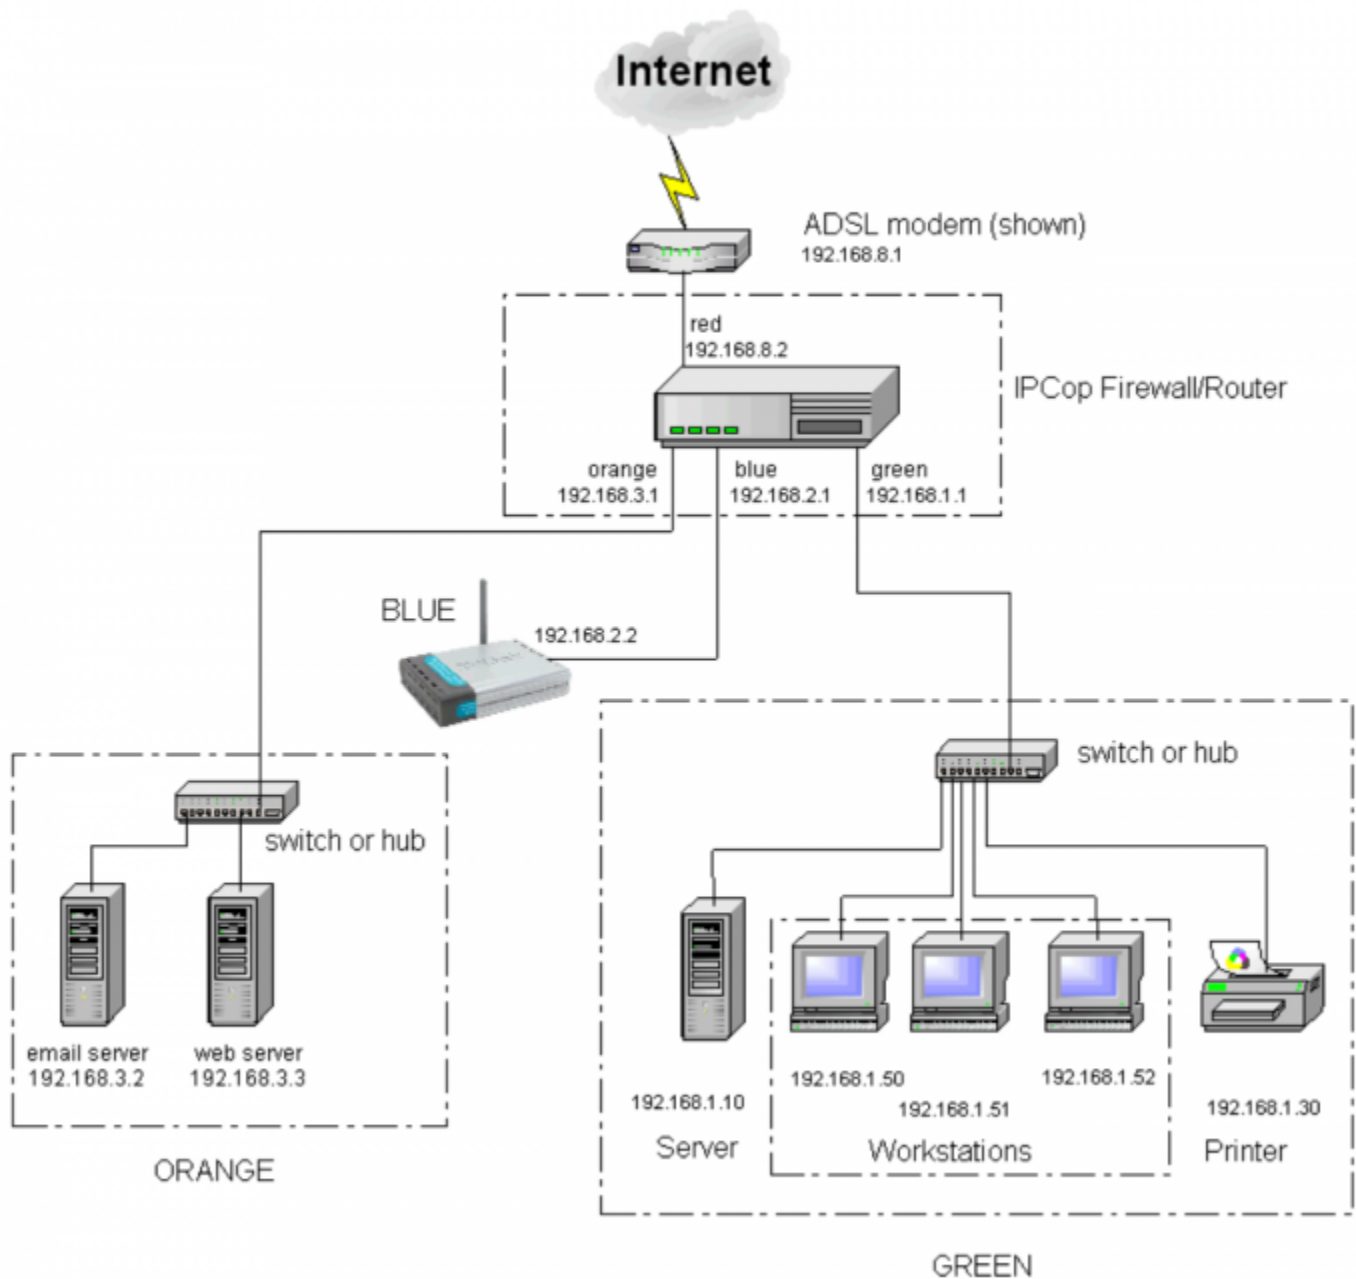 Internet
ADSL modem (shown)
192.168.8.1
red
192.168.8.2
IPCop Firewall/Router
orange
192.168.3.1
blue
192.168.2.1
green
192.168.1.1
BLUE
192.168.2.2
switch or hub
switch or hub
email server
192.168.3.2
web server
192.168.3.3
ORANGE
192.168.1.10
Server
192.168.1.50
192.168.1.51
192.168.1.52
Workstations
192.168.1.30
Printer
GREEN